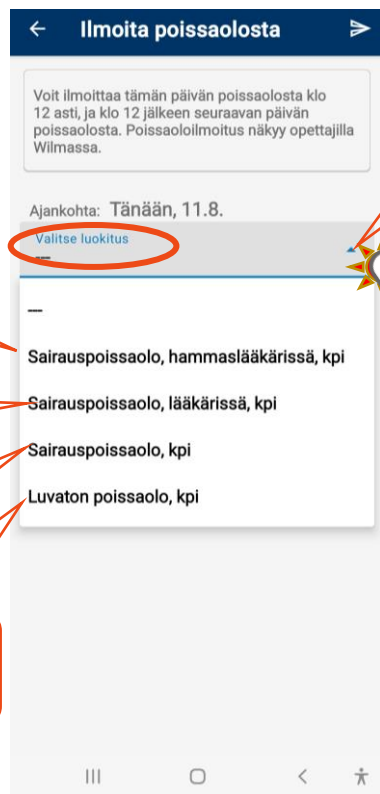 Ilmoita poissaolosta
Voit ilmoittaa tämän päivän poissaolosta klo
12 asti, ja klo 12 jälkeen seuraavan päivän
poissaolosta. Poissaoloilmoitus näkyy opettajilla
Wilmassa.
Ajankohta: Tänään, 11.8.
Valitse luokitus
---
---
Sairauspoissaolo, hammaslääkärissä, kpi
Sairauspoissaolo, lääkärissä, kpi
Sairauspoissaolo, kpi
Luvaton poissaolo, kpi